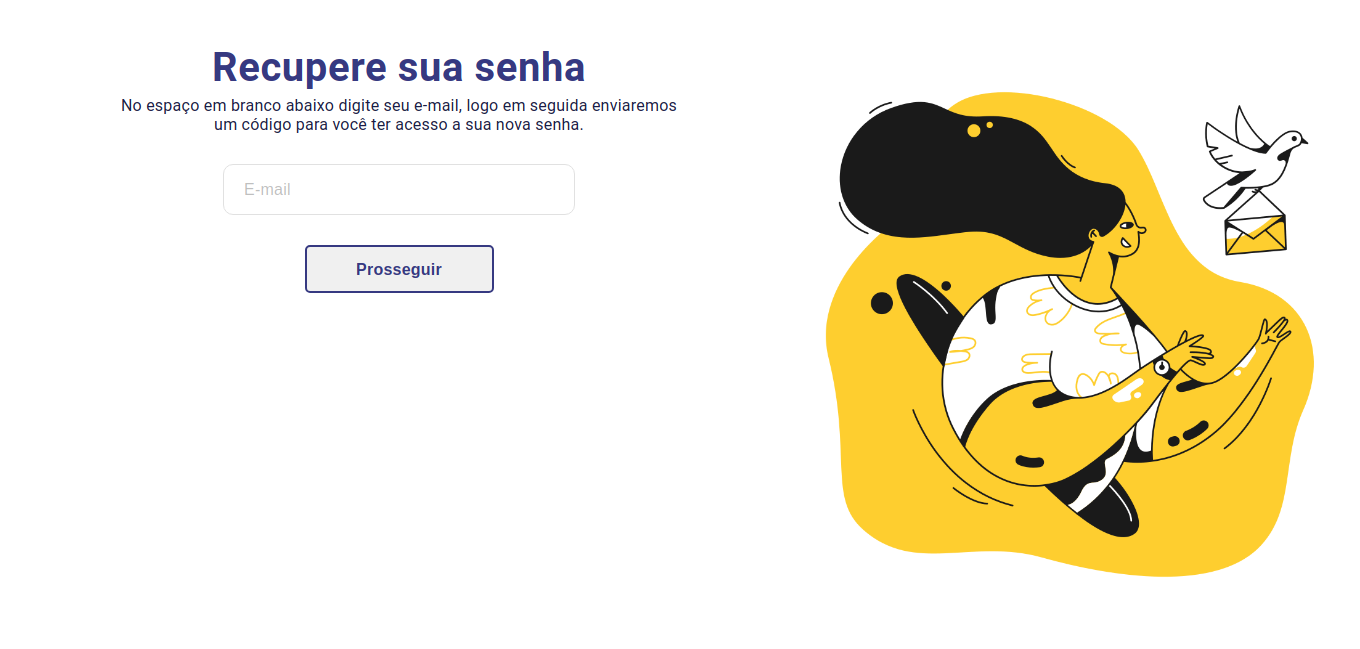 Recupere sua senha
No espaço em branco abaixo digite seu e-mail, logo em seguida enviaremos
um código para você ter acesso a sua nova senha.
E-mail
Prosseguir